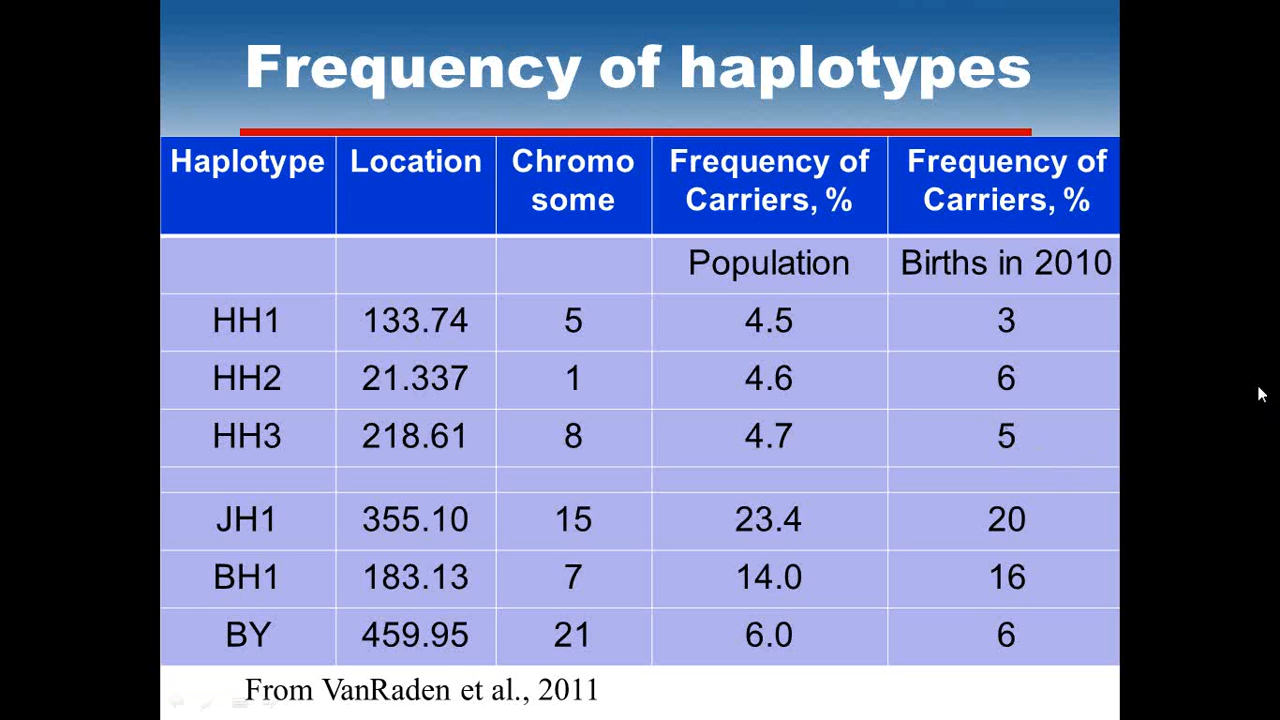 Frequency of haplotypes
Haplotype Location Chromo some Frequency of Carriers, % Frequency of Carriers, %
Population Births in 2010
HH1 133.74 5 4.5 3
HH2 21.337 1 4.6 6
HH3 218.61 8 4.7 5
JH1 355.10 15 23.4 20
BH1 183.13 7 14.0 16
BY 459.95 21 6.0 6
From VanRaden et al., 2011